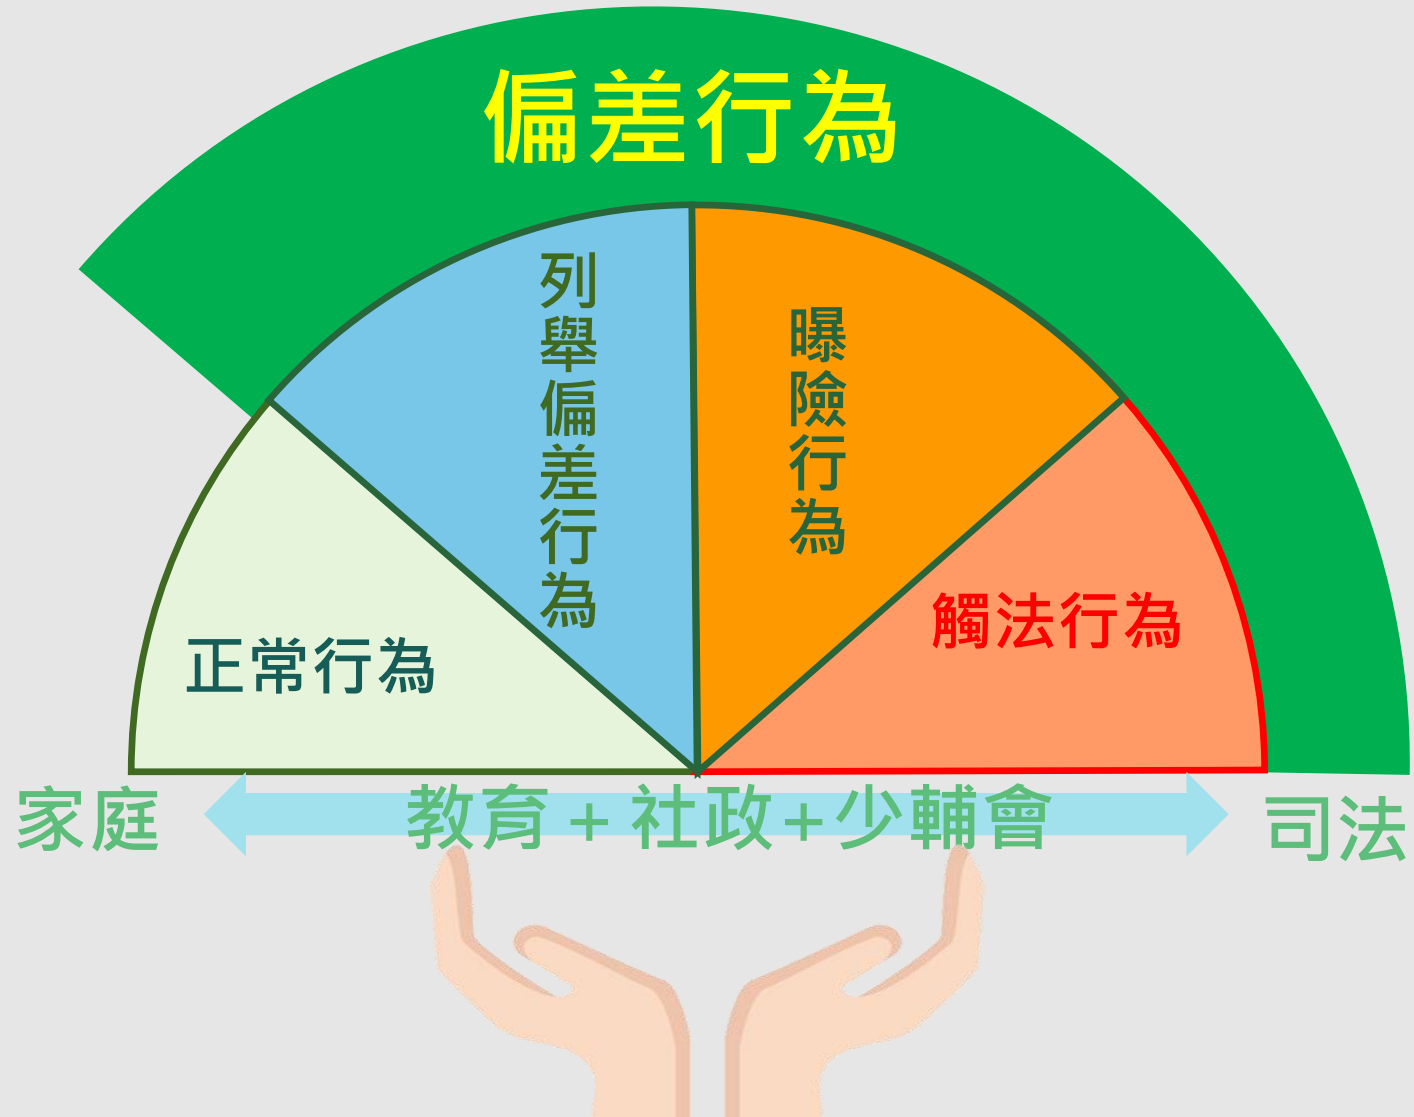 偏差行為
列舉偏差行為
曝險行為
觸法行為
正常行為
家庭
教育+社政+少輔會
司法